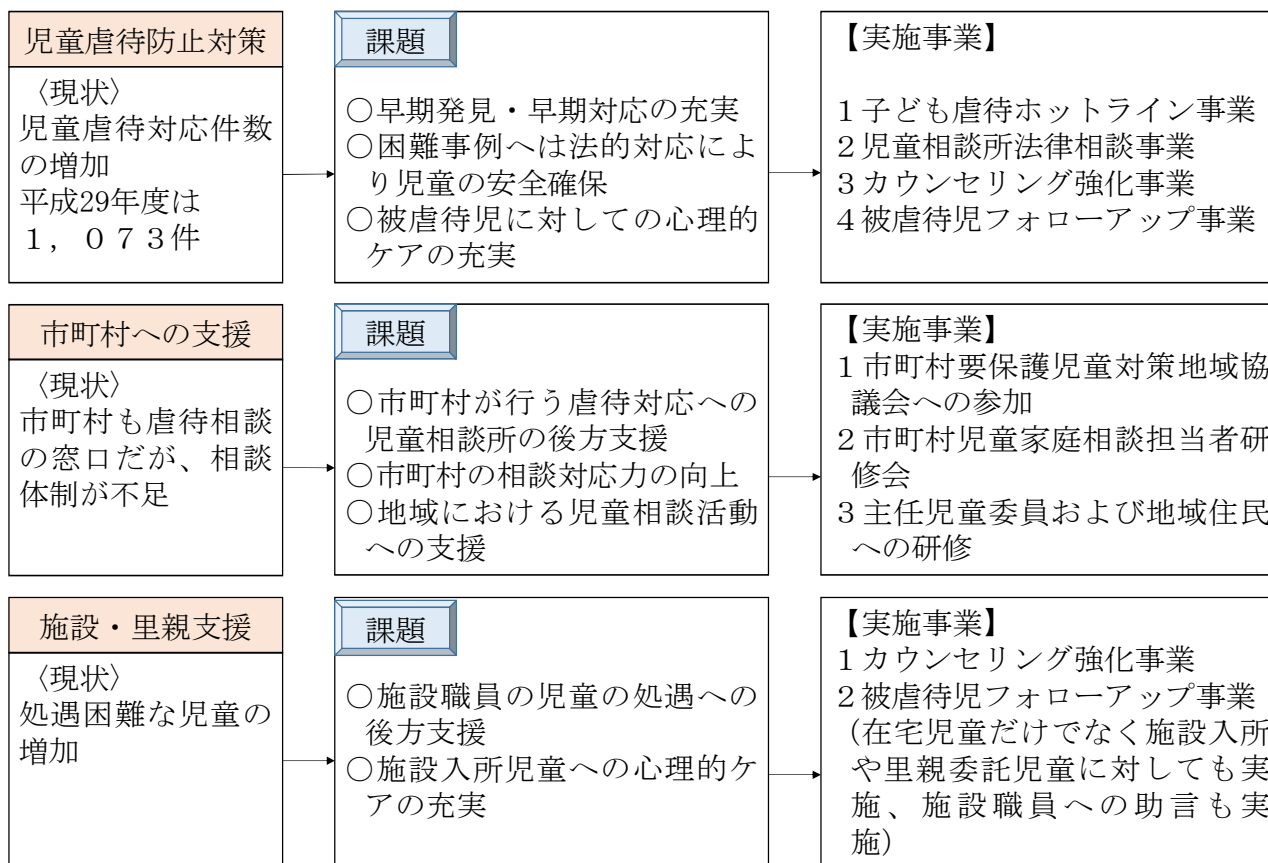 児童虐待防止対策
〈現状〉
児童虐待対応件数
の増加
平成29年度は
１，０７３件
課題
○早期発見・早期対応の充実
○困難事例へは法的対応によ
り児童の安全確保
○被虐待児に対しての心理的
ケアの充実
【実施事業】
１子ども虐待ホットライン事業
２児童相談所法律相談事業
３カウンセリング強化事業
４被虐待児フォローアップ事業
市町村への支援
〈現状〉
市町村も虐待相談
の窓口だが、相談
体制が不足
課題
○市町村が行う虐待対応への
児童相談所の後方支援
○市町村の相談対応力の向上
○地域における児童相談活動
への支援
【実施事業】
１市町村要保護児童対策地域協
議会への参加
２市町村児童家庭相談担当者研
修会
３主任児童委員および地域住民
への研修
施設・里親支援
〈現状〉
処遇困難な児童の
増加
課題
○施設職員の児童の処遇への
後方支援
○施設入所児童への心理的ケ
アの充実
【実施事業】
１カウンセリング強化事業
２被虐待児フォローアップ事業
(在宅児童だけでなく施設入所
や里親委託児童に対しても実
施、施設職員への助言も実
施)